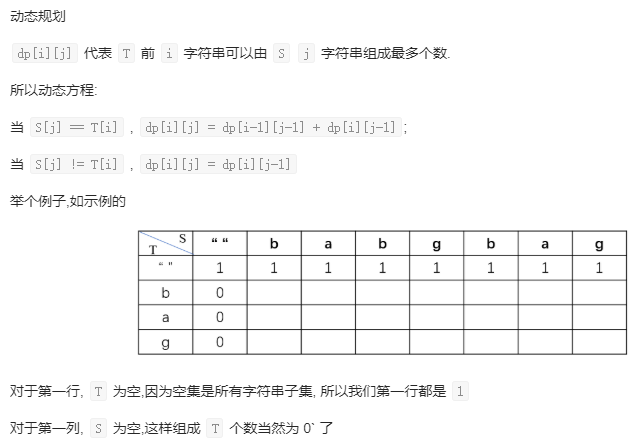 动态规划
dp[i][j] 代表 T 前 i 字符串可以由 S j 字符串组成最多个数.
所以动态方程:
当 S[j] == T[i] , dp[i][j] = dp[i-1][j-1] + dp[i][j-1];
当 S[j] != T[i] , dp[i][j] = dp[i][j-1]
举个例子,如示例的
S T “ “ b a b g b a g
“ ” 1 1 1 1 1 1 1 1
b 0
a 0
g 0
对于第一行, T 为空,因为空集是所有字符串子集, 所以我们第一行都是 1
对于第一列, S 为空,这样组成 T 个数当然为 0` 了